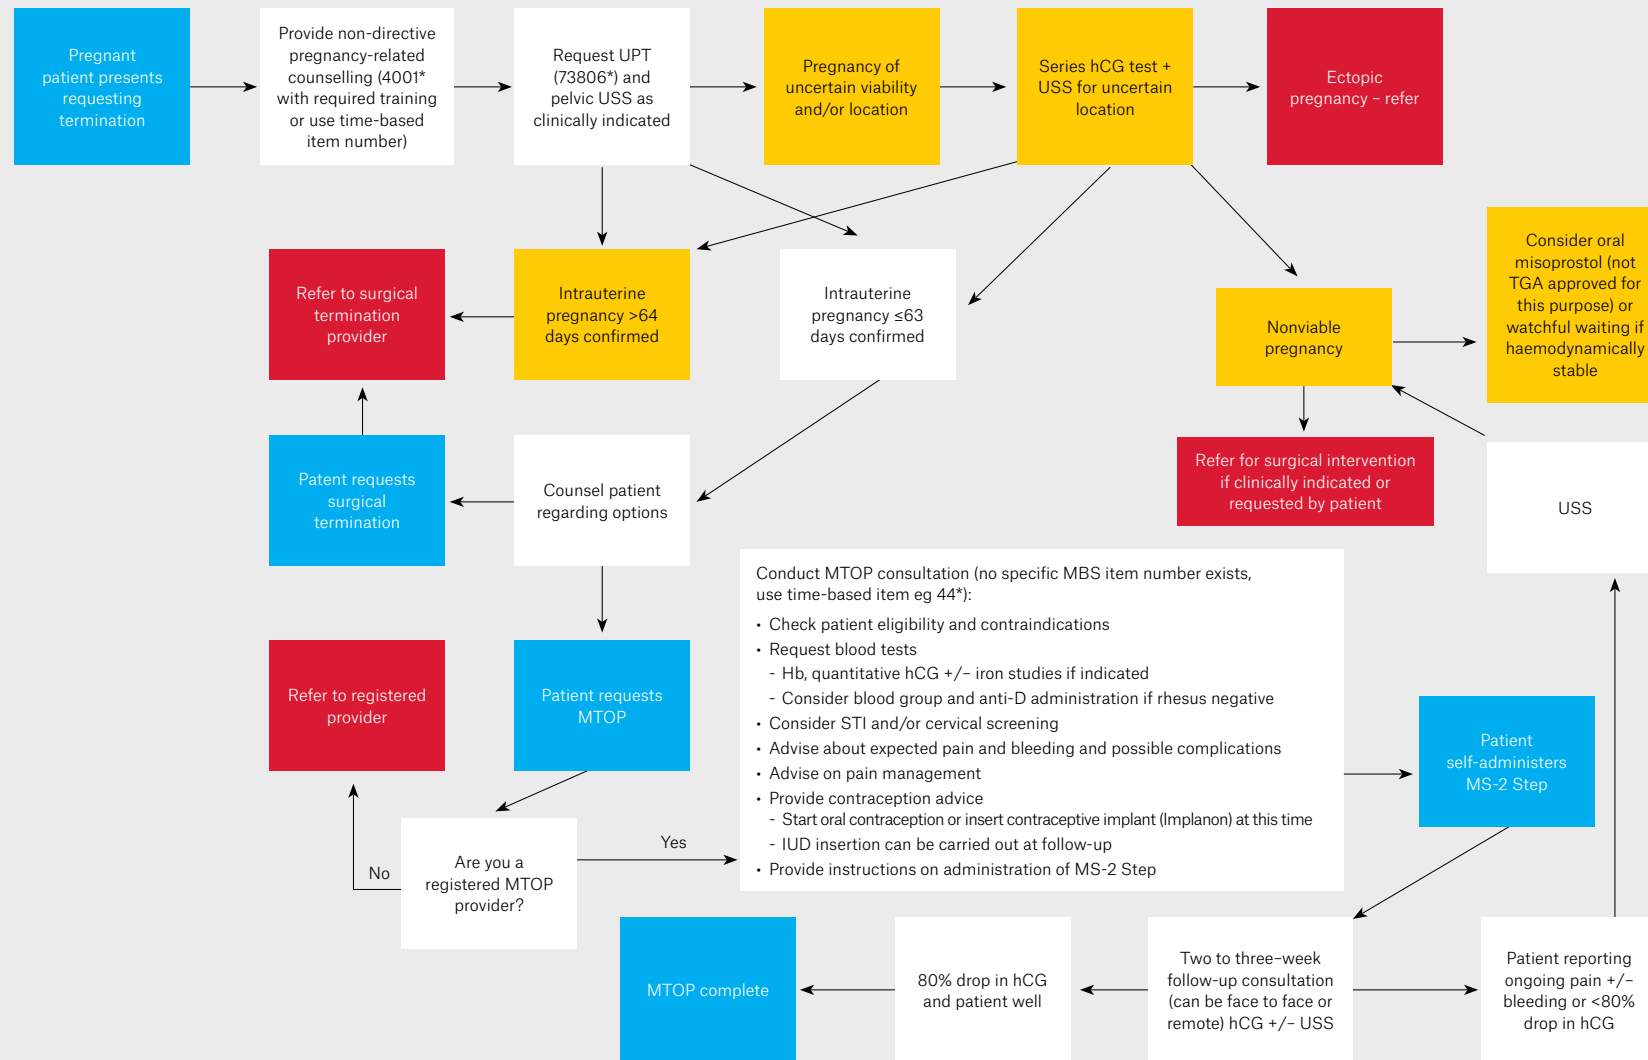 Pregnant
patient presents
requesting
termination
Provide non-directive
pregnancy-related
counselling (4001*
with required training
or use time-based
item number)
Request UPT
(73806*) and
pelvic USS as
clinically indicated
Pregnancy of
uncertain viability
and/or location
Series hCG test +
USS for uncertain
location
Ectopic
pregnancy – refer
Refer to surgical
termination
provider
Intrauterine
pregnancy >64
days confirmed
Intrauterine
pregnancy ≤63
days confirmed
Nonviable
pregnancy
Consider oral
misoprostol (not
TGA approved for
this purpose) or
watchful waiting if
haemodynamically
stable
Patent requests
surgical
termination
Counsel patient
regarding options
Refer for surgical intervention
if clinically indicated or
requested by patient
USS
Refer to registered
provider
Patient requests
MTOP
Conduct MTOP consultation (no specific MBS item number exists,
use time-based item eg 44*):
• Check patient eligibility and contraindications
• Request blood tests
- Hb, quantitative hCG +/– iron studies if indicated
- Consider blood group and anti-D administration if rhesus negative
• Consider STI and/or cervical screening
• Advise about expected pain and bleeding and possible complications
• Advise on pain management
• Provide contraception advice
- Start oral contraception or insert contraceptive implant (Implanon) at this time
- IUD insertion can be carried out at follow-up
• Provide instructions on administration of MS-2 Step
Patient
self-administers
MS-2 Step
No
Are you a
registered MTOP
provider?
Yes
MTOP complete
80% drop in hCG
and patient well
Two to three-week
follow-up consultation
(can be face to face or
remote) hCG +/– USS
Patient reporting
ongoing pain +/–
bleeding or <80%
drop in hCG